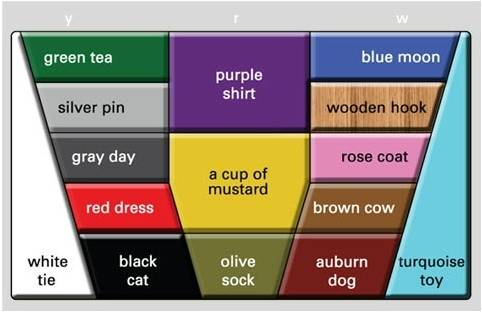 y r w
green tea
purple
shirt
blue moon
silver pin
wooden hook
gray day
a cup of
mustard
rose coat
red dress
brown cow
white
tie
black
cat
olive
sock
auburn
dog
turquoise
toy